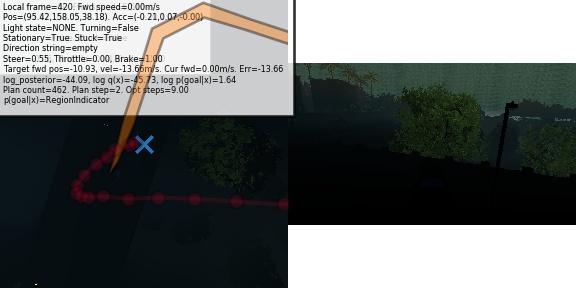 Local frame=420. Fwd speed=0.00m/s
Pos=(95.42,158.05,38.18). Acc=(-0.21,0.07,-0.00)
Light state=NONE. Turning=False
Stationary=True. Stuck=True
Direction string=empty
Steer=0.55, Throttle=0.00, Brake=1.00
Target fwd pos=-10.93, vel=-13.66m/s. Cur fwd=0.00m/s. Err=-13.66
log_posterior=-44.09, log q(x)=-45.73, log p(goal|x)=1.64
Plan count=462. Plan step=2. Opt steps=9.00
p(goal|x)=RegionIndicator